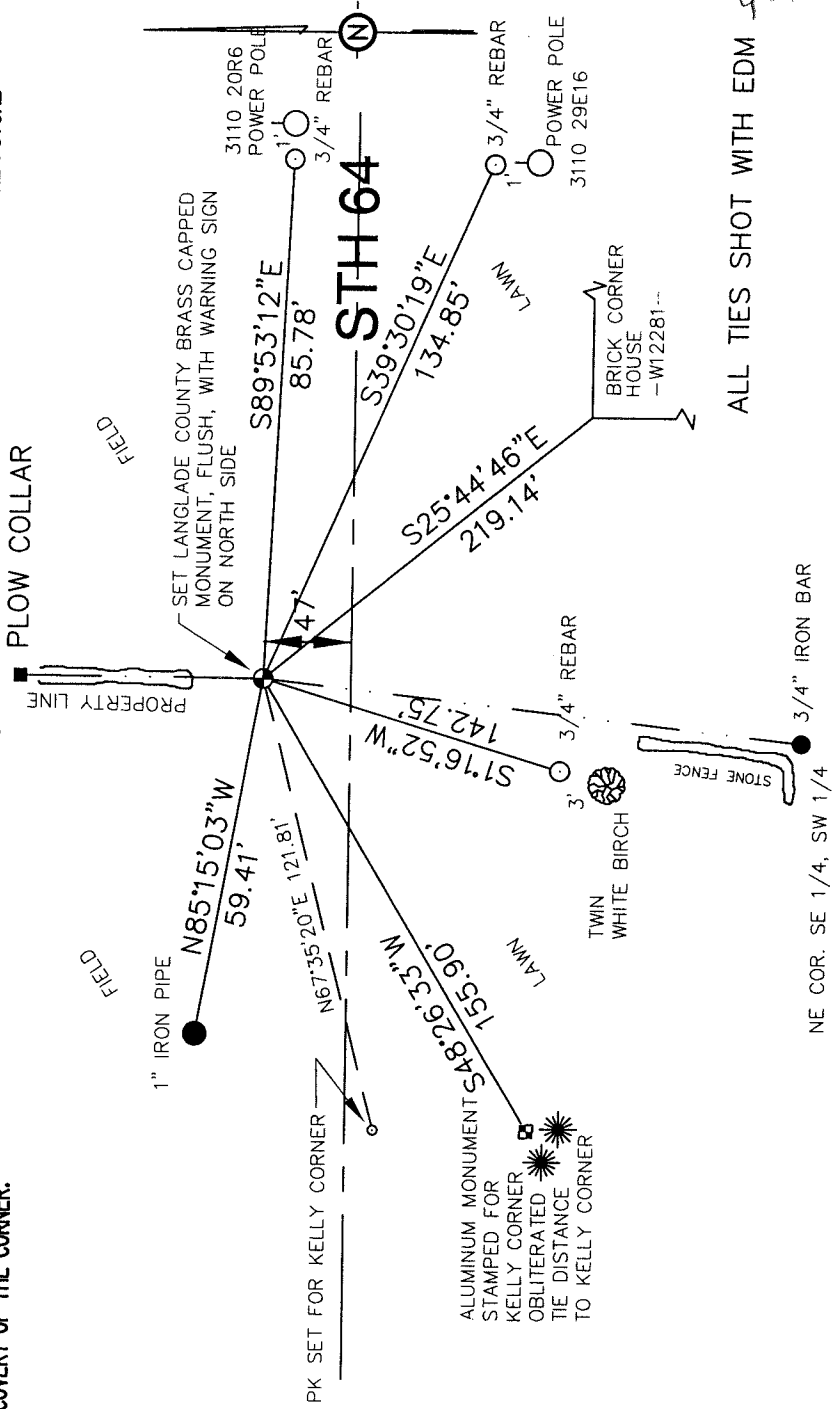 COVERY OF THE CORNER.
PLOW COLLAR
FIELD
SET LANGLADE COUNTY BRASS CAPPED
MONUMENT, FLUSH, WITH WARNING SIGN
ON NORTH SIDE
3110 20R6
POWER POLE
1'
3/4" REBAR
N
PROPERTY LINE
S89°53'12"E
85.78'
STH 64
FIELD
1" IRON PIPE
N85°15'03"W
59.41'
N67°35'20"E 121.81'
47'
S39°30'19"E
134.85'
3/4" REBAR
1'
POWER POLE
3110 29E16
LAWN
PK SET FOR KELLY CORNER
S25°44'46"E
219.14'
BRICK CORNER
HOUSE
-W12281--
S1°16'52"W
142.75'
3/4" REBAR
3'
TWIN
WHITE BIRCH
S48°26'33"W
155.90'
LAWN
ALUMINUM MONUMENT
STAMPED FOR
KELLY CORNER
OBLITERATED
TIE DISTANCE
TO KELLY CORNER
STONE FENCE
3/4" IRON BAR
NE COR. SE 1/4, SW 1/4
ALL TIES SHOT WITH EDM